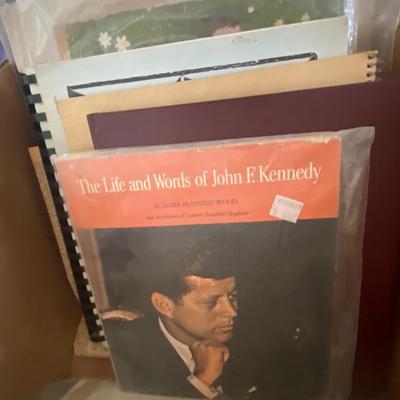 The Life and Words of John F. Kennedy
by JAMES PLAYSTED WOOD
and the Editors of Country Beautiful Magazine